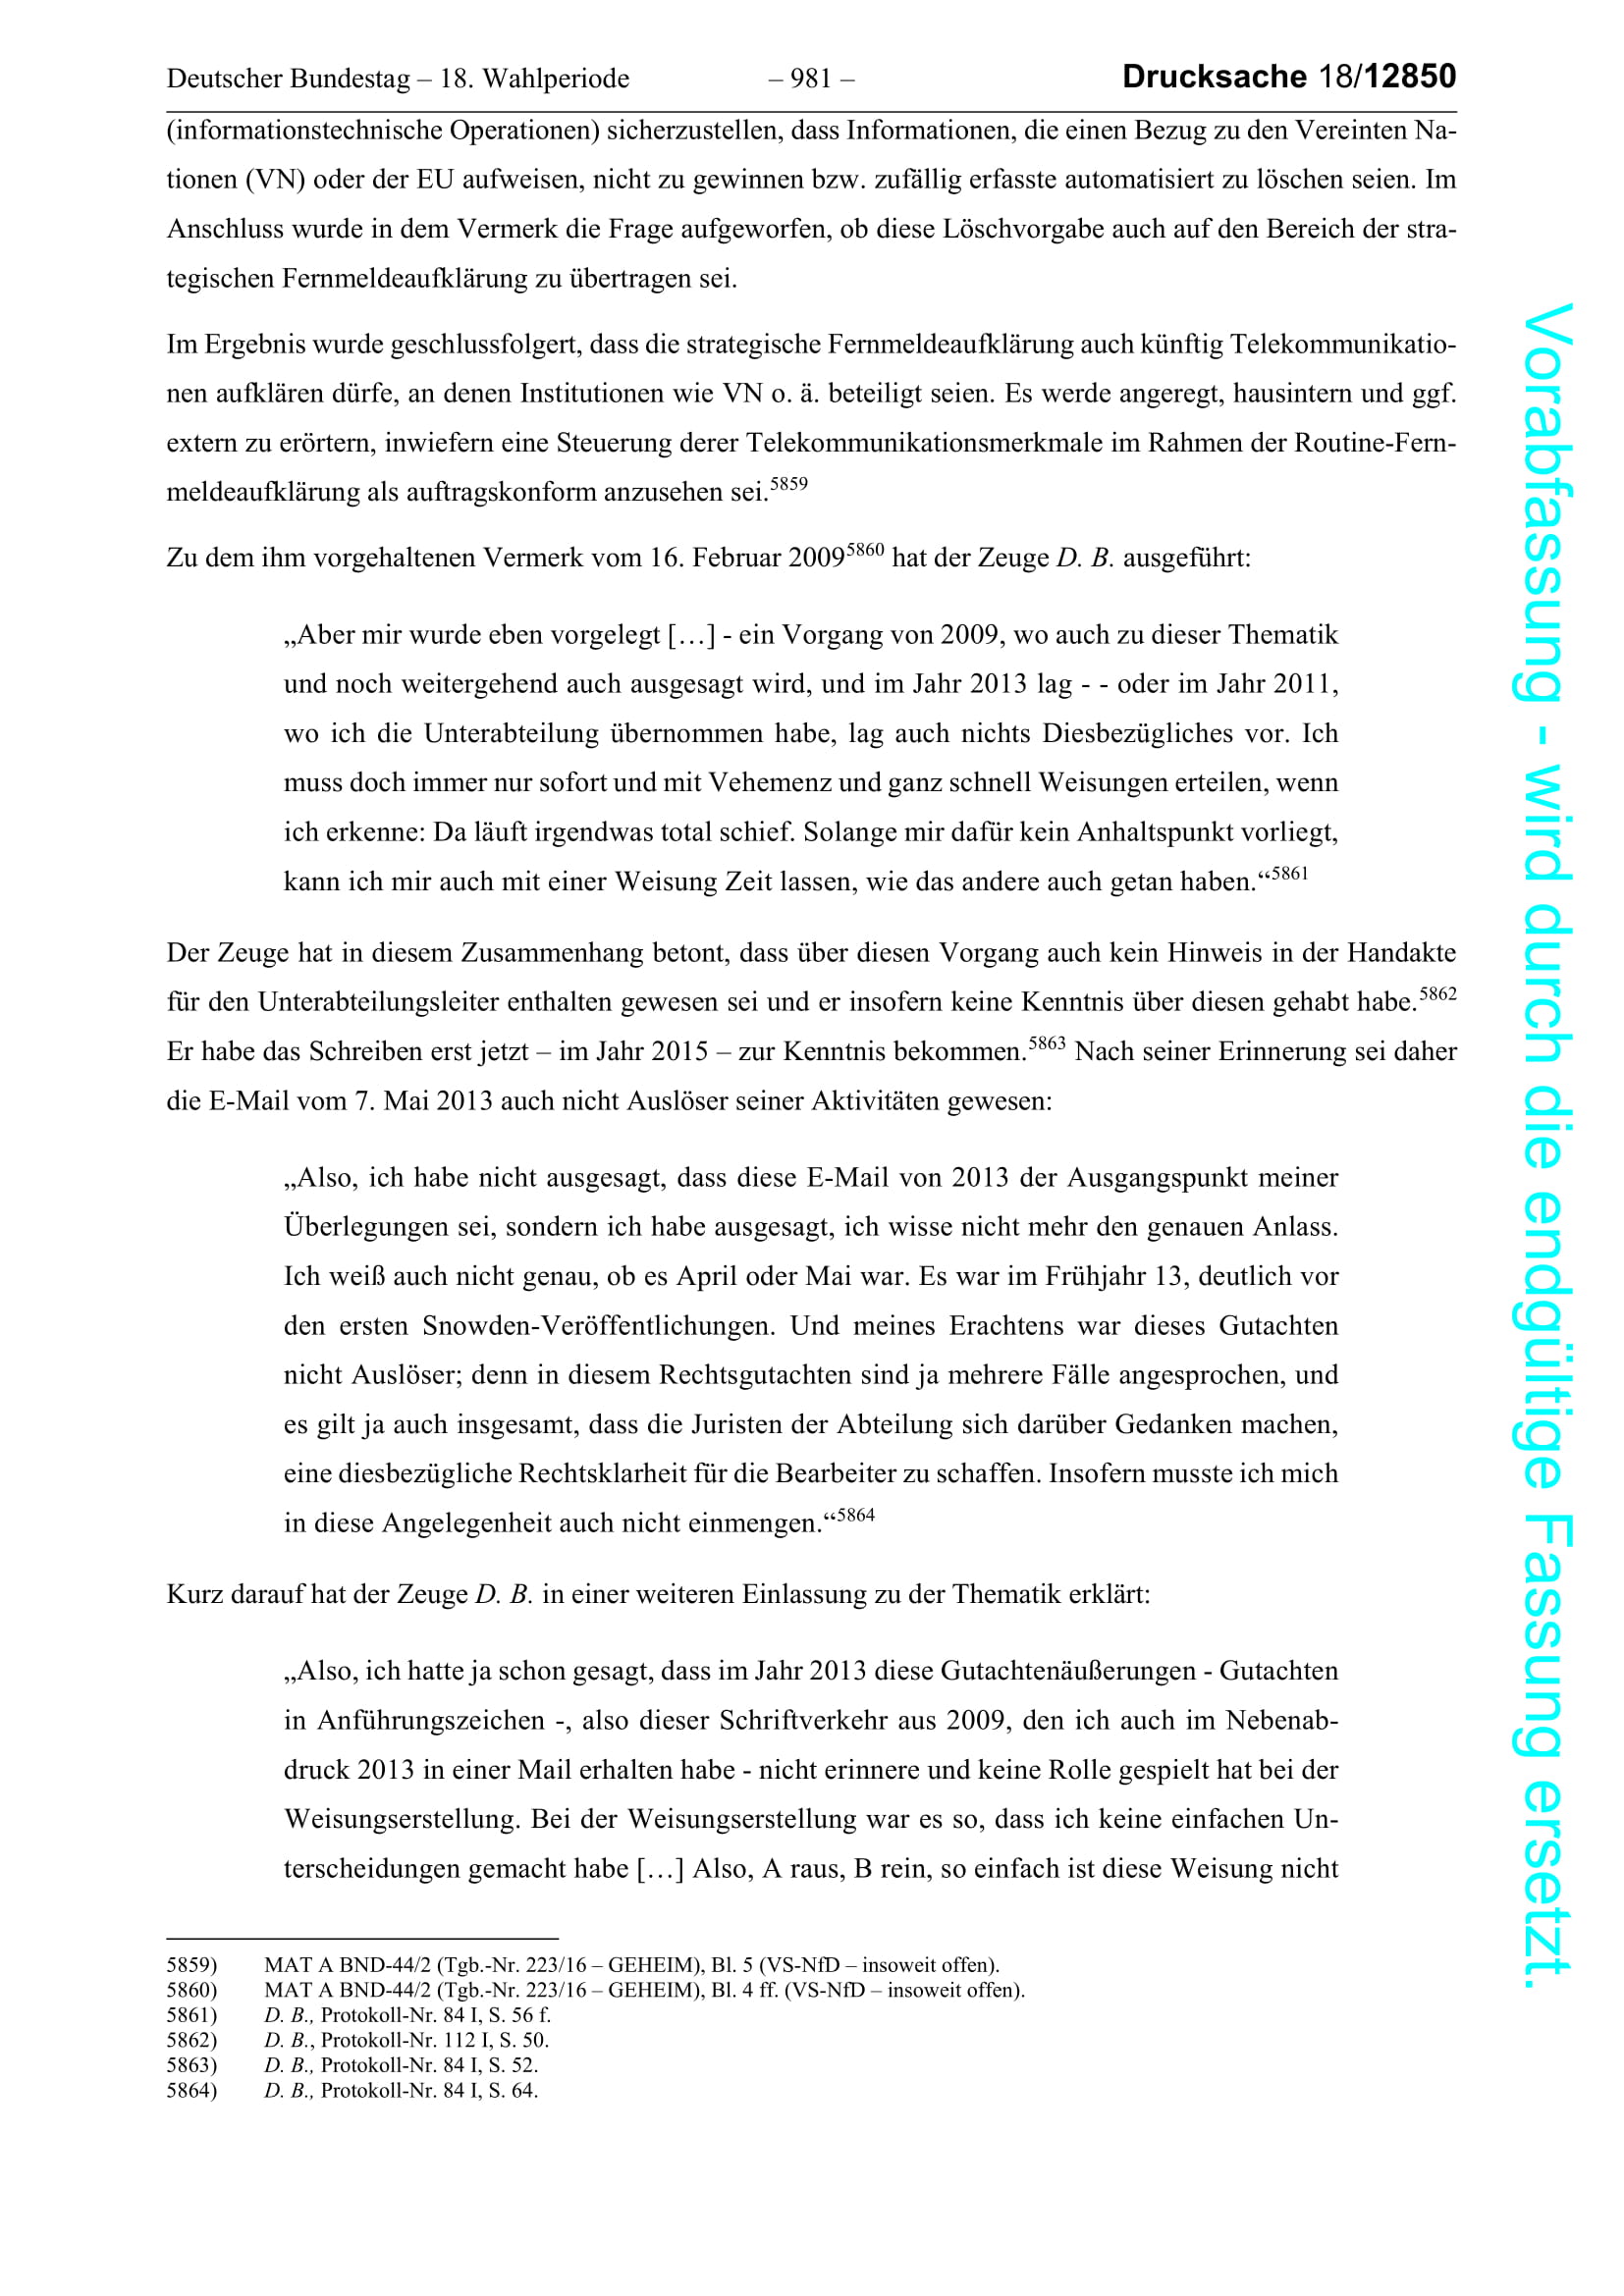 Deutscher Bundestag – 18. Wahlperiode – 981 – Drucksache 18/12850
(informationstechnische Operationen) sicherzustellen, dass Informationen, die einen Bezug zu den Vereinten Na-
tionen (VN) oder der EU aufweisen, nicht zu gewinnen bzw. zufällig erfasste automatisiert zu löschen seien. Im
Anschluss wurde in dem Vermerk die Frage aufgeworfen, ob diese Löschvorgabe auch auf den Bereich der stra-
tegischen Fernmeldeaufklärung zu übertragen sei.
Im Ergebnis wurde geschlussfolgert, dass die strategische Fernmeldeaufklärung auch künftig Telekommunikatio-
nen aufklären dürfe, an denen Institutionen wie VN o. ä. beteiligt seien. Es werde angeregt, hausintern und ggf.
extern zu erörtern, inwiefern eine Steuerung derer Telekommunikationsmerkmale im Rahmen der Routine-Fern-
meldeaufklärung als auftragskonform anzusehen sei.5859
Zu dem ihm vorgehaltenen Vermerk vom 16. Februar 20095860 hat der Zeuge D. B. ausgeführt:
„Aber mir wurde eben vorgelegt […] - ein Vorgang von 2009, wo auch zu dieser Thematik
und noch weitergehend auch ausgesagt wird, und im Jahr 2013 lag - - oder im Jahr 2011,
wo ich die Unterabteilung übernommen habe, lag auch nichts Diesbezügliches vor. Ich
muss doch immer nur sofort und mit Vehemenz und ganz schnell Weisungen erteilen, wenn
ich erkenne: Da läuft irgendwas total schief. Solange mir dafür kein Anhaltspunkt vorliegt,
kann ich mir auch mit einer Weisung Zeit lassen, wie das andere auch getan haben.“5861
Der Zeuge hat in diesem Zusammenhang betont, dass über diesen Vorgang auch kein Hinweis in der Handakte
für den Unterabteilungsleiter enthalten gewesen sei und er insofern keine Kenntnis über diesen gehabt habe.5862
Er habe das Schreiben erst jetzt – im Jahr 2015 – zur Kenntnis bekommen.5863 Nach seiner Erinnerung sei daher
die E-Mail vom 7. Mai 2013 auch nicht Auslöser seiner Aktivitäten gewesen:
„Also, ich habe nicht ausgesagt, dass diese E-Mail von 2013 der Ausgangspunkt meiner
Überlegungen sei, sondern ich habe ausgesagt, ich wisse nicht mehr den genauen Anlass.
Ich weiß auch nicht genau, ob es April oder Mai war. Es war im Frühjahr 13, deutlich vor
den ersten Snowden-Veröffentlichungen. Und meines Erachtens war dieses Gutachten
nicht Auslöser; denn in diesem Rechtsgutachten sind ja mehrere Fälle angesprochen, und
es gilt ja auch insgesamt, dass die Juristen der Abteilung sich darüber Gedanken machen,
eine diesbezügliche Rechtsklarheit für die Bearbeiter zu schaffen. Insofern musste ich mich
in diese Angelegenheit auch nicht einmengen.“5864
Kurz darauf hat der Zeuge D. B. in einer weiteren Einlassung zu der Thematik erklärt:
„Also, ich hatte ja schon gesagt, dass im Jahr 2013 diese Gutachtenäußerungen - Gutachten
in Anführungszeichen -, also dieser Schriftverkehr aus 2009, den ich auch im Nebenab-
druck 2013 in einer Mail erhalten habe - nicht erinnere und keine Rolle gespielt hat bei der
Weisungserstellung. Bei der Weisungserstellung war es so, dass ich keine einfachen Un-
terscheidungen gemacht habe […] Also, A raus, B rein, so einfach ist diese Weisung nicht
5859) MAT A BND-44/2 (Tgb.-Nr. 223/16 – GEHEIM), Bl. 5 (VS-NfD – insoweit offen).
5860) MAT A BND-44/2 (Tgb.-Nr. 223/16 – GEHEIM), Bl. 4 ff. (VS-NfD – insoweit offen).
5861) D. B., Protokoll-Nr. 84 I, S. 56 f.
5862) D. B., Protokoll-Nr. 112 I, S. 50.
5863) D. B., Protokoll-Nr. 84 I, S. 52.
5864) D. B., Protokoll-Nr. 84 I, S. 64.
Vorabfassung - wird durch die endgültige Fassung ersetzt.